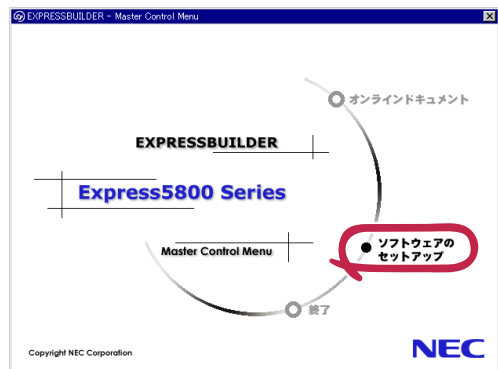 EXPRESSBUILDER - Master Control Menu
オンラインドキュメント
EXPRESSBUILDER
Express5800 Series
Master Control Menu
ソフトウェアの
セットアップ
終了
Copyright NEC Corporation
NEC